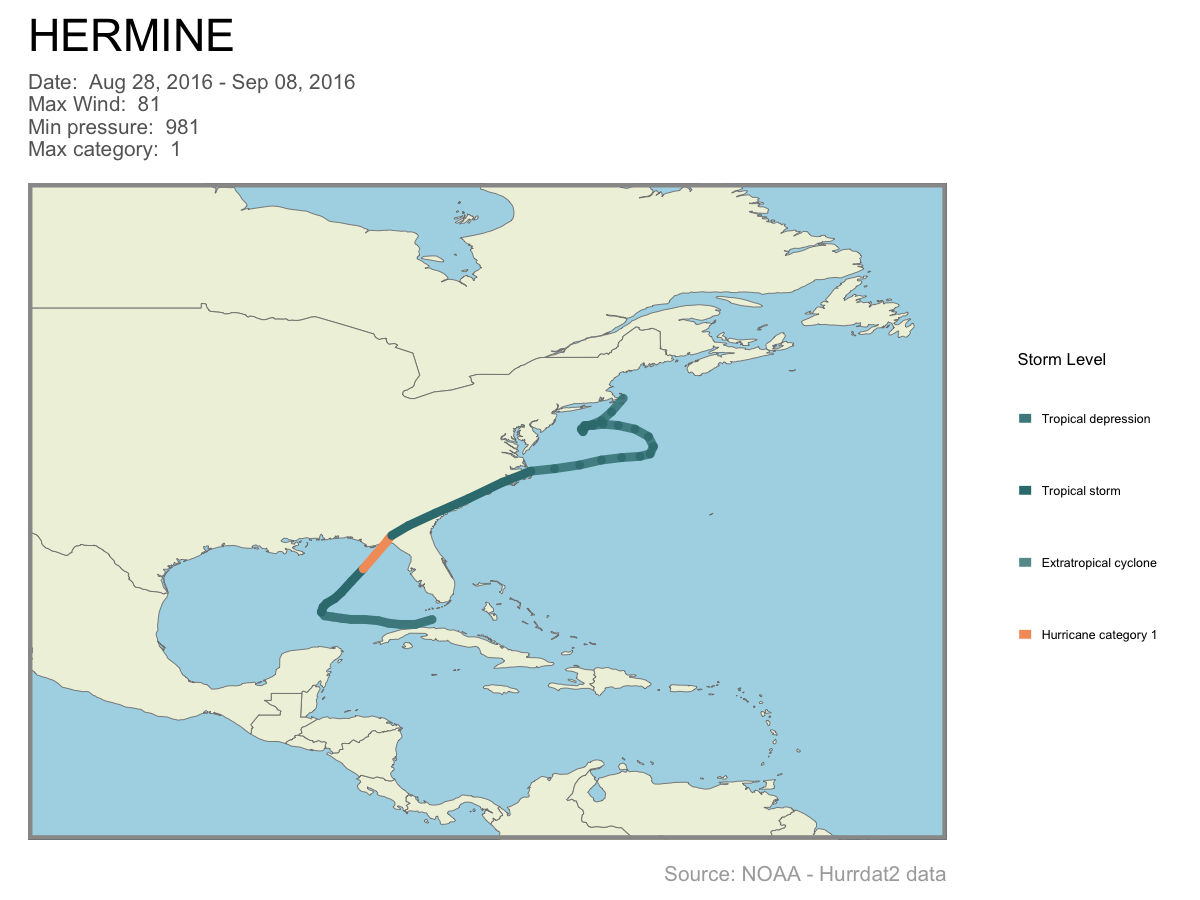 HERMINE
Date:  Aug 28, 2016 - Sep 08, 2016
Max Wind:  81
Min pressure:  981
Max category:  1
Storm Level
Tropical depression
Tropical storm
Extratropical cyclone
Hurricane category 1
Source: NOAA - Hurrdat2 data